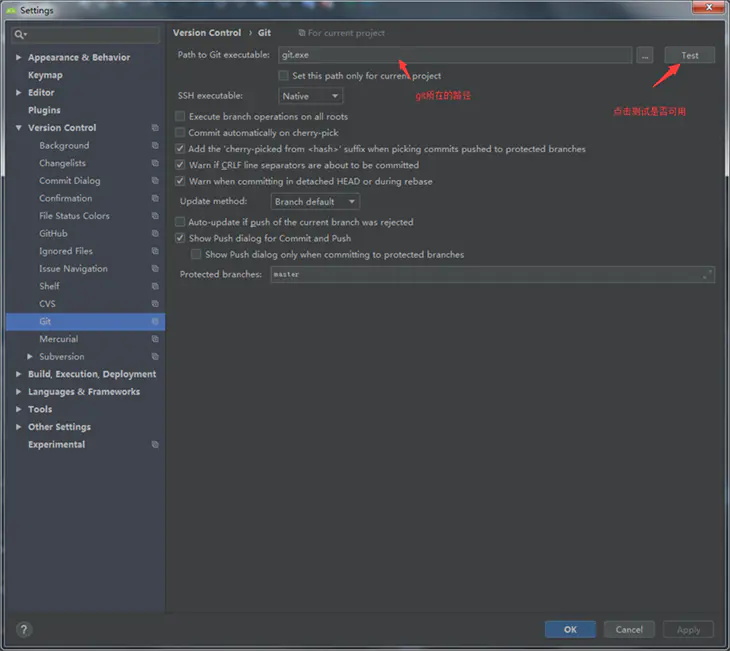 Settings
Appearance & Behavior
Keymap
Editor
Plugins
Version Control
Background
Changelists
Commit Dialog
Confirmation
File Status Colors
GitHub
Ignored Files
Issue Navigation
Shelf
CVS
Git
Mercurial
Subversion
Build, Execution, Deployment
Languages & Frameworks
Tools
Other Settings
Experimental
Version Control › Git For current project
Path to Git executable: git.exe ... Test
Set this path only for current project
git所在的路径
点击测试是否可用
SSH executable: Native
Execute branch operations on all roots
Commit automatically on cherry-pick
Add the 'cherry-picked from <hash>' suffix when picking commits pushed to protected branches
Warn if CRLF line separators are about to be committed
Warn when committing in detached HEAD or during rebase
Update method: Branch default
Auto-update if push of the current branch was rejected
Show Push dialog for Commit and Push
Show Push dialog only when committing to protected branches
Protected branches: master
? OK Cancel Apply